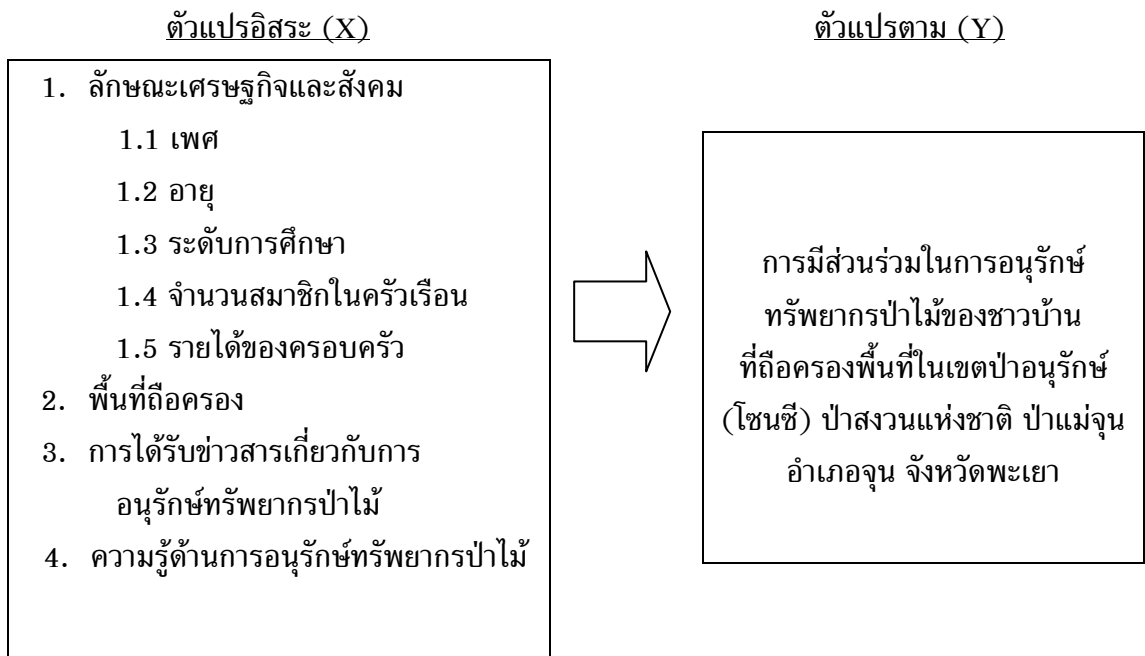 ตัวแปรอิสระ (X)
1. ลักษณะเศรษฐกิจและสังคม
1.1 เพศ
1.2 อายุ
1.3 ระดับการศึกษา
1.4 จำนวนสมาชิกในครัวเรือน
1.5 รายได้ของครอบครัว
2. พื้นที่ถือครอง
3. การได้รับข่าวสารเกี่ยวกับการ
อนุรักษ์ทรัพยากรป่าไม้
4. ความรู้ด้านการอนุรักษ์ทรัพยากรป่าไม้
ตัวแปรตาม (Y)
การมีส่วนร่วมในการอนุรักษ์
ทรัพยากรป่าไม้ของชาวบ้าน
ที่ถือครองพื้นที่ในเขตป่าอนุรักษ์
(โซนซี) ป่าสงวนแห่งชาติ ป่าแม่จุน
อำเภอจุน จังหวัดพะเยา